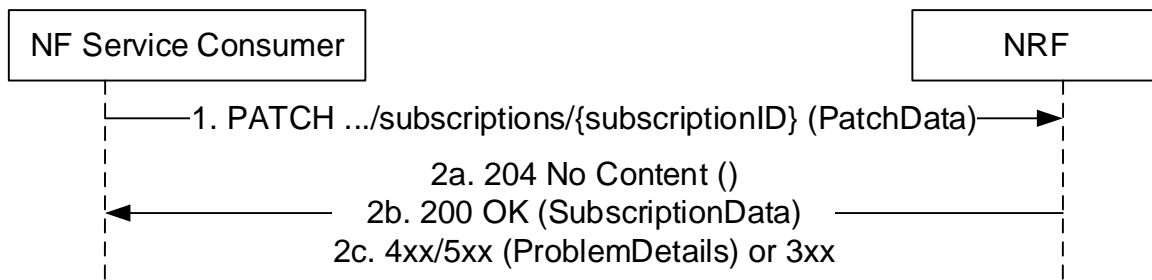 NF Service Consumer
NRF
1. PATCH .../subscriptions/{subscriptionID} (PatchData)
2a. 204 No Content ()
2b. 200 OK (SubscriptionData)
2c. 4xx/5xx (ProblemDetails) or 3xx